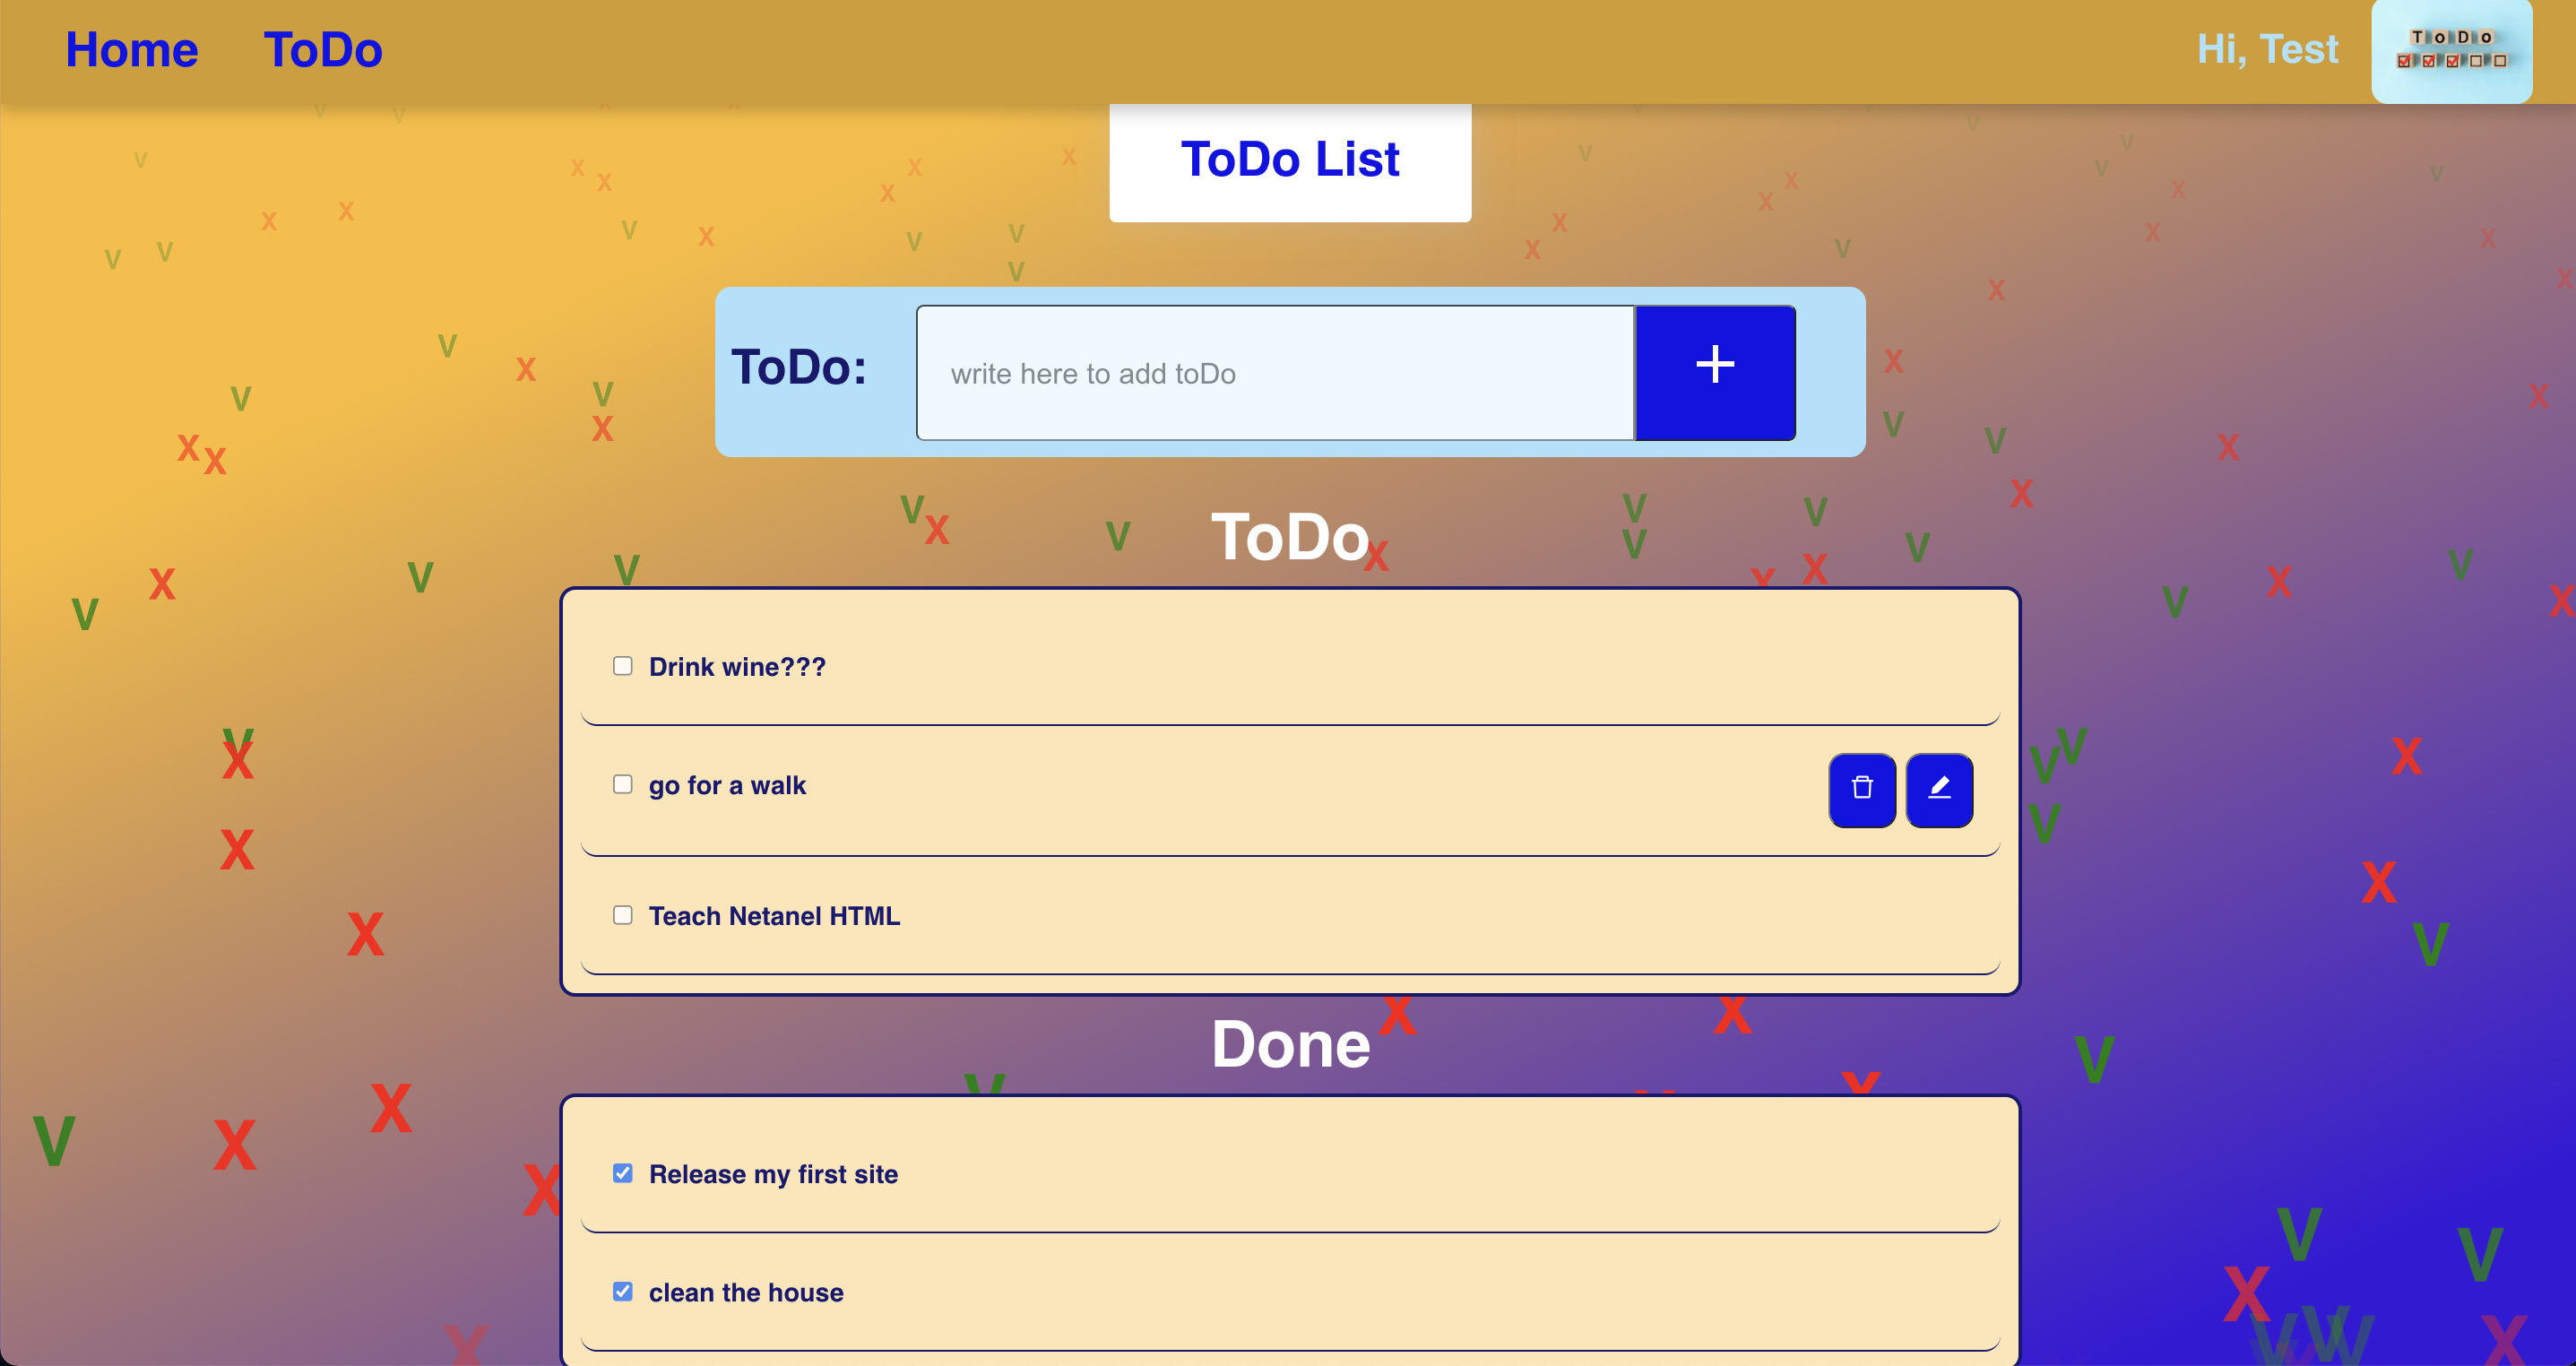 Home ToDo Hi, Test
T o D o
ToDo List
ToDo: write here to add toDo +
ToDo
Drink wine???
go for a walk
Teach Netanel HTML
Done
Release my first site
clean the house